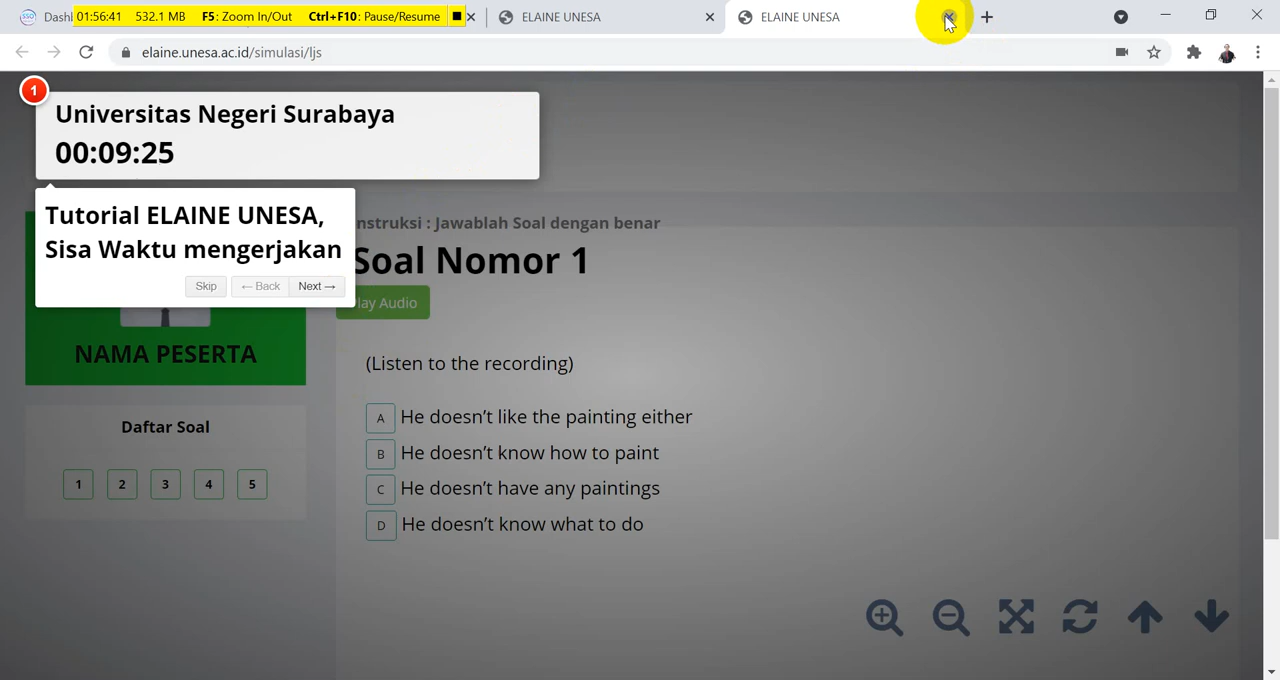 Dashl
01:56:41 532.1 MB F5: Zoom In/Out Ctrl+F10: Pause/Resume
ELAINE UNESA
ELAINE UNESA
elaine.unesa.ac.id/simulasi/ljs
1
Universitas Negeri Surabaya
00:09:25
Tutorial ELAINE UNESA,
Sisa Waktu mengerjakan
Skip ← Back Next →
nstruksi : Jawablah Soal dengan benar
Soal Nomor 1
lay Audio
NAMA PESERTA
Daftar Soal
1 2 3 4 5
(Listen to the recording)
A He doesn’t like the painting either
B He doesn’t know how to paint
C He doesn’t have any paintings
D He doesn’t know what to do